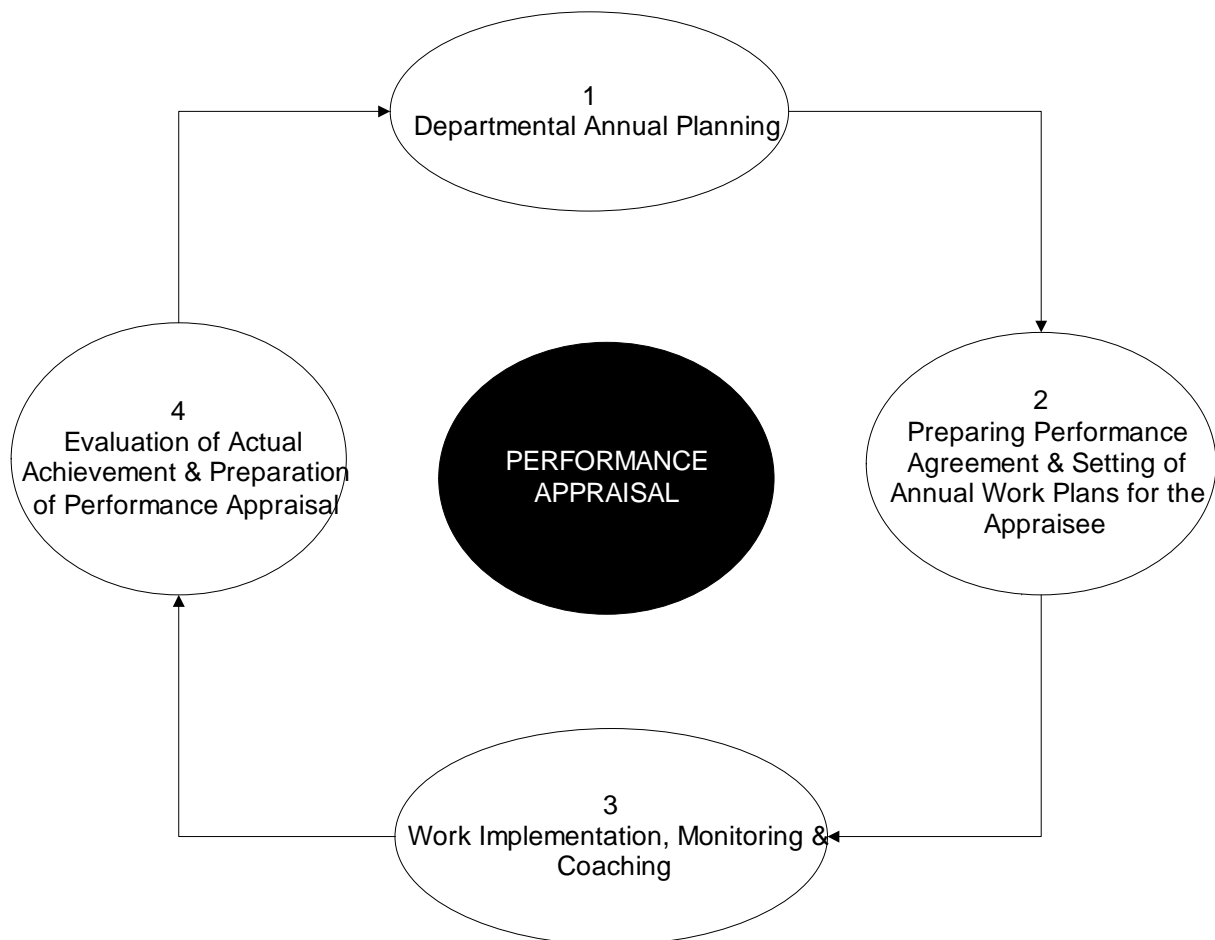 1
Departmental Annual Planning
2
Preparing Performance
Agreement & Setting of
Annual Work Plans for the
Appraisee
3
Work Implementation, Monitoring &
Coaching
4
Evaluation of Actual
Achievement & Preparation
of Performance Appraisal
PERFORMANCE
APPRAISAL